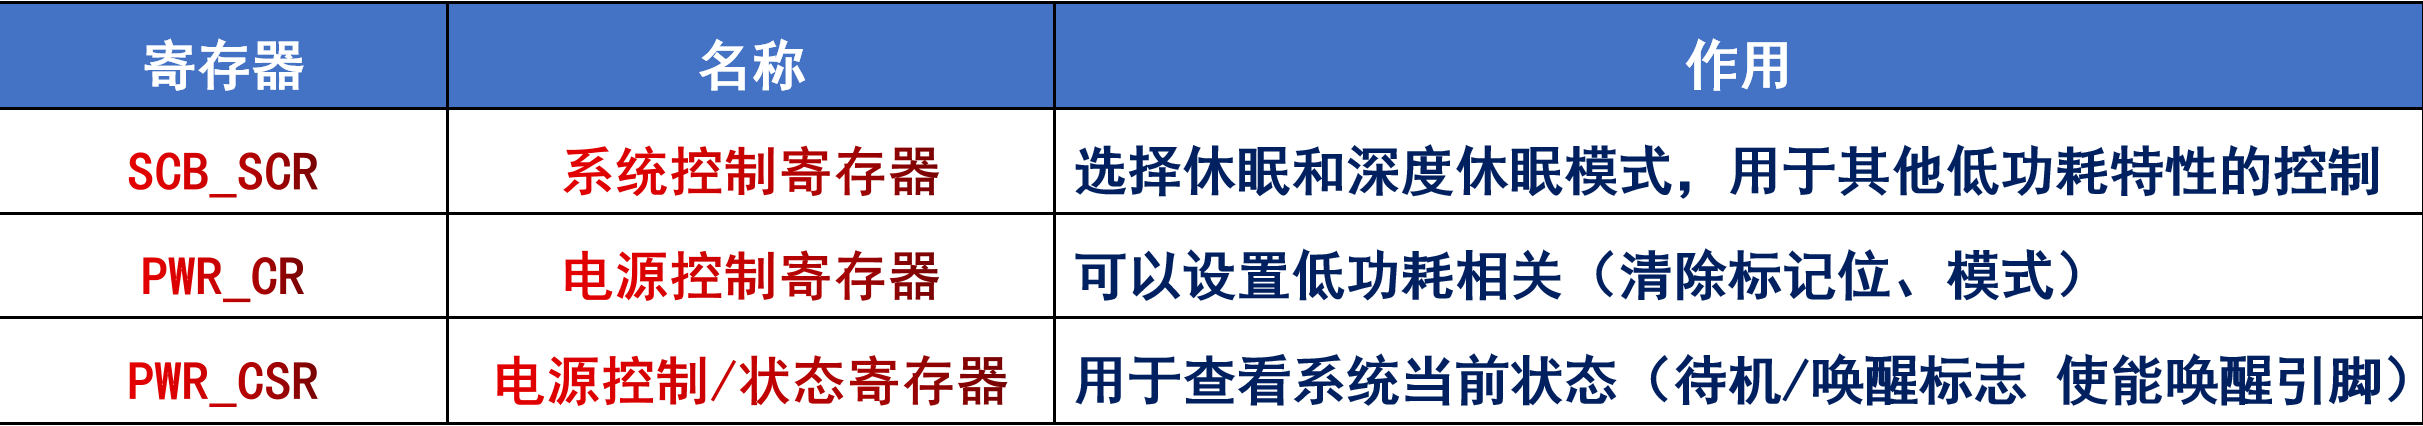 寄存器 名称 作用
SCB_SCR 系统控制寄存器 选择休眠和深度休眠模式，用于其他低功耗特性的控制
PWR_CR 电源控制寄存器 可以设置低功耗相关（清除标记位、模式）
PWR_CSR 电源控制/状态寄存器 用于查看系统当前状态（待机/唤醒标志 使能唤醒引脚）